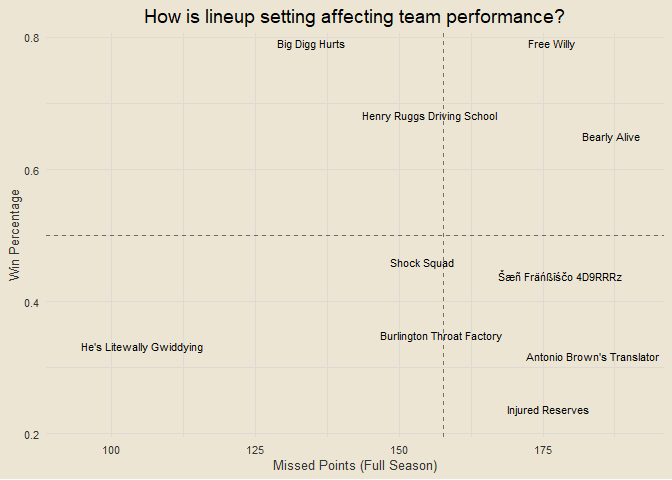 How is lineup setting affecting team performance?
0.8
Big Digg Hurts
Free Willy
Henry Ruggs Driving School
Bearly Alive
0.6
Win Percentage
Shock Squad
Šæñ Fráńßiśčo 4D9RRRz
0.4
Burlington Throat Factory
He's Litewally Gwiddying
Antonio Brown's Translator
Injured Reserves
0.2
100
125
150
175
Missed Points (Full Season)